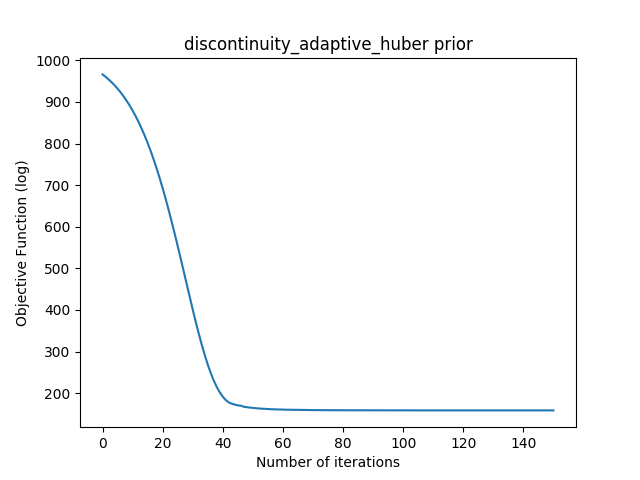 discontinuity_adaptive_huber prior
1000
900
800
700
600
500
400
300
200
Objective Function (log)
0 20 40 60 80 100 120 140
Number of iterations